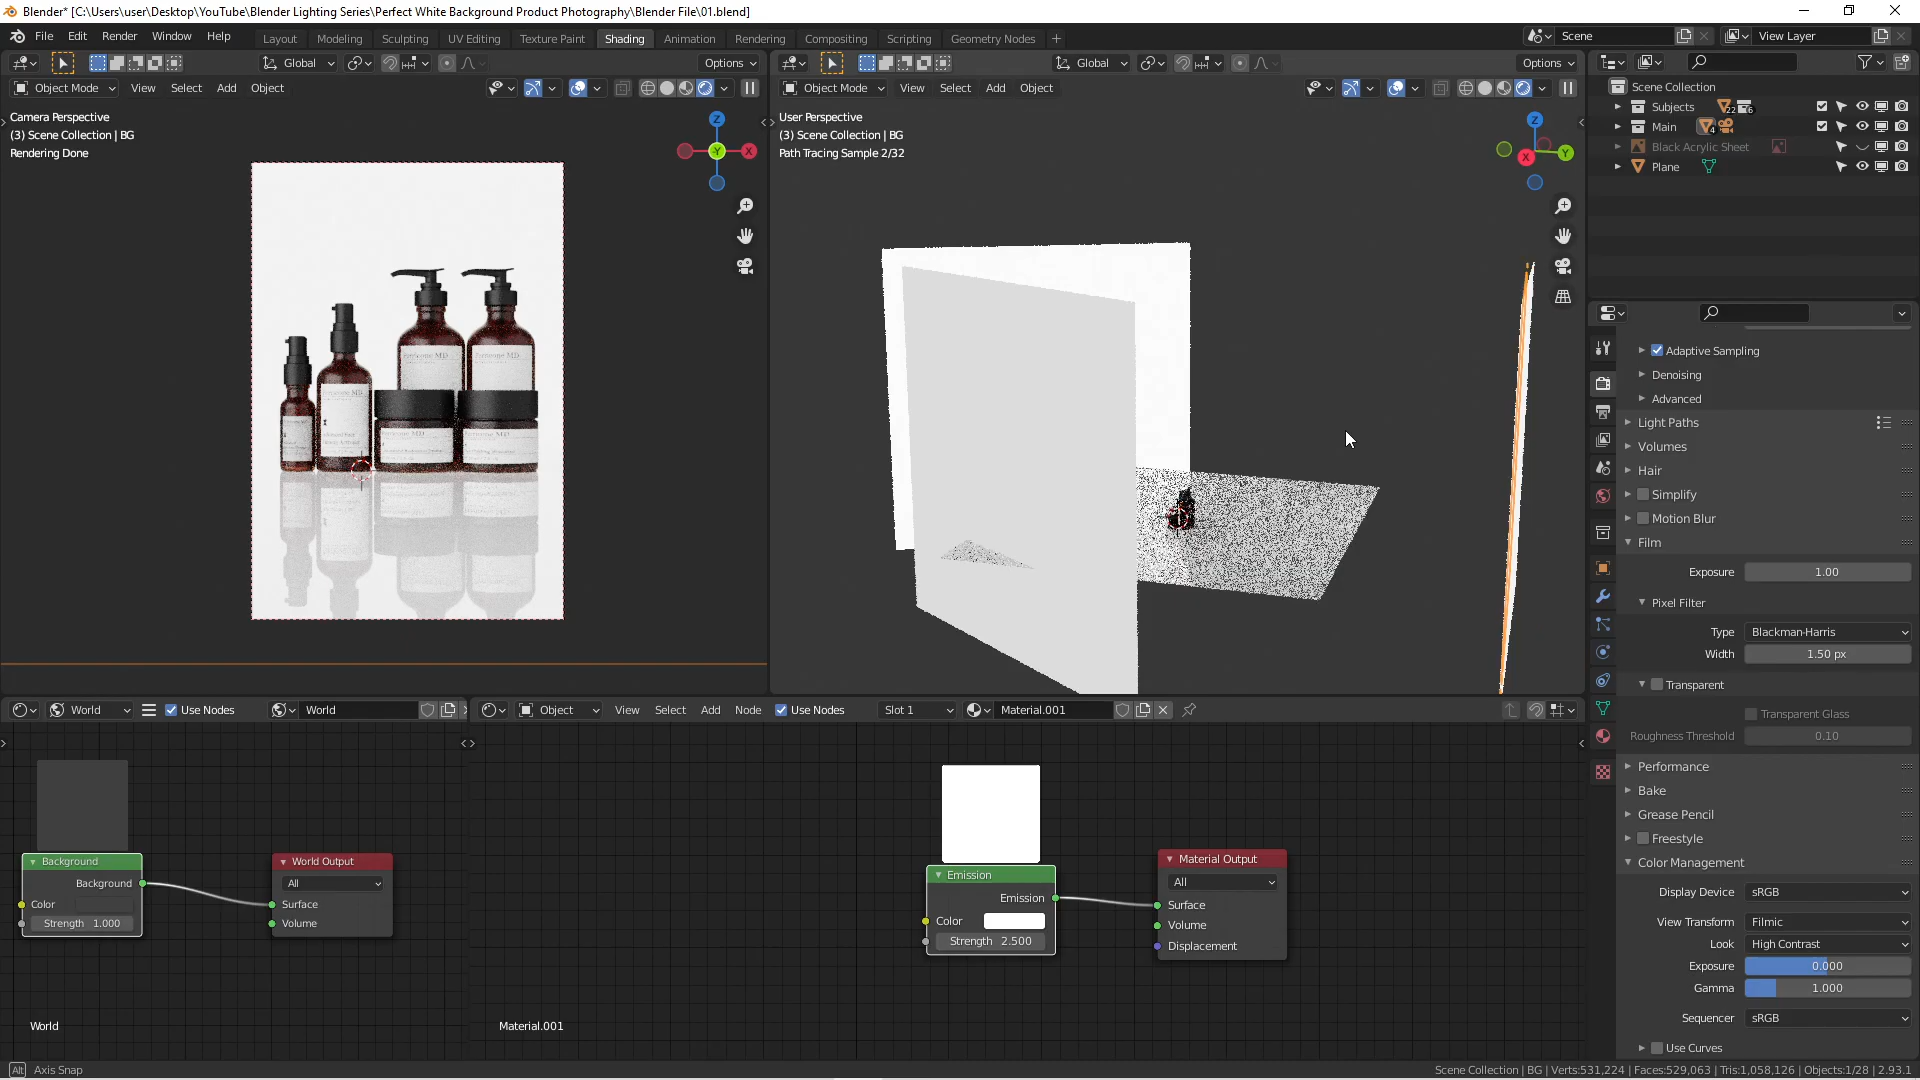 Blender* [C:\Users\user\Desktop\YouTube\Blender Lighting Series\Perfect White Background Product Photography\Blender File\01.blend]
File Edit Render Window Help Layout Modeling Sculpting UV Editing Texture Paint Shading Animation Rendering Compositing Scripting Geometry Nodes + Scene View Layer
Global Options
Object Mode View Select Add Object
Camera Perspective
(3) Scene Collection | BG
Rendering Done
Z
Y
X
Perricone MD
Perricone MD
Global Options
Object Mode View Select Add Object
User Perspective
(3) Scene Collection | BG
Path Tracing Sample 2/32
Z
X
Y
Scene Collection
Subjects 22 6
Main 4
Black Acrylic Sheet
Plane
Adaptive Sampling
Denoising
Advanced
Light Paths
Volumes
Hair
Simplify
Motion Blur
Film
Exposure 1.00
Pixel Filter
Type Blackman-Harris
Width 1.50 px
Transparent
Transparent Glass
Roughness Threshold 0.10
Performance
Bake
Grease Pencil
Freestyle
Color Management
Display Device sRGB
View Transform Filmic
Look High Contrast
Exposure 0.000
Gamma 1.000
Sequencer sRGB
Use Curves
World Use Nodes World
Background
Background
Color
Strength 1.000
World Output
All
Surface
Volume
World
Object View Select Add Node Use Nodes Slot 1 Material.001
Emission
Emission
Color
Strength 2.500
Material Output
All
Surface
Volume
Displacement
Material.001
Alt Axis Snap
Scene Collection | BG | Verts:531,224 | Faces:529,063 | Tris:1,058,126 | Objects:1/28 | 2.93.1